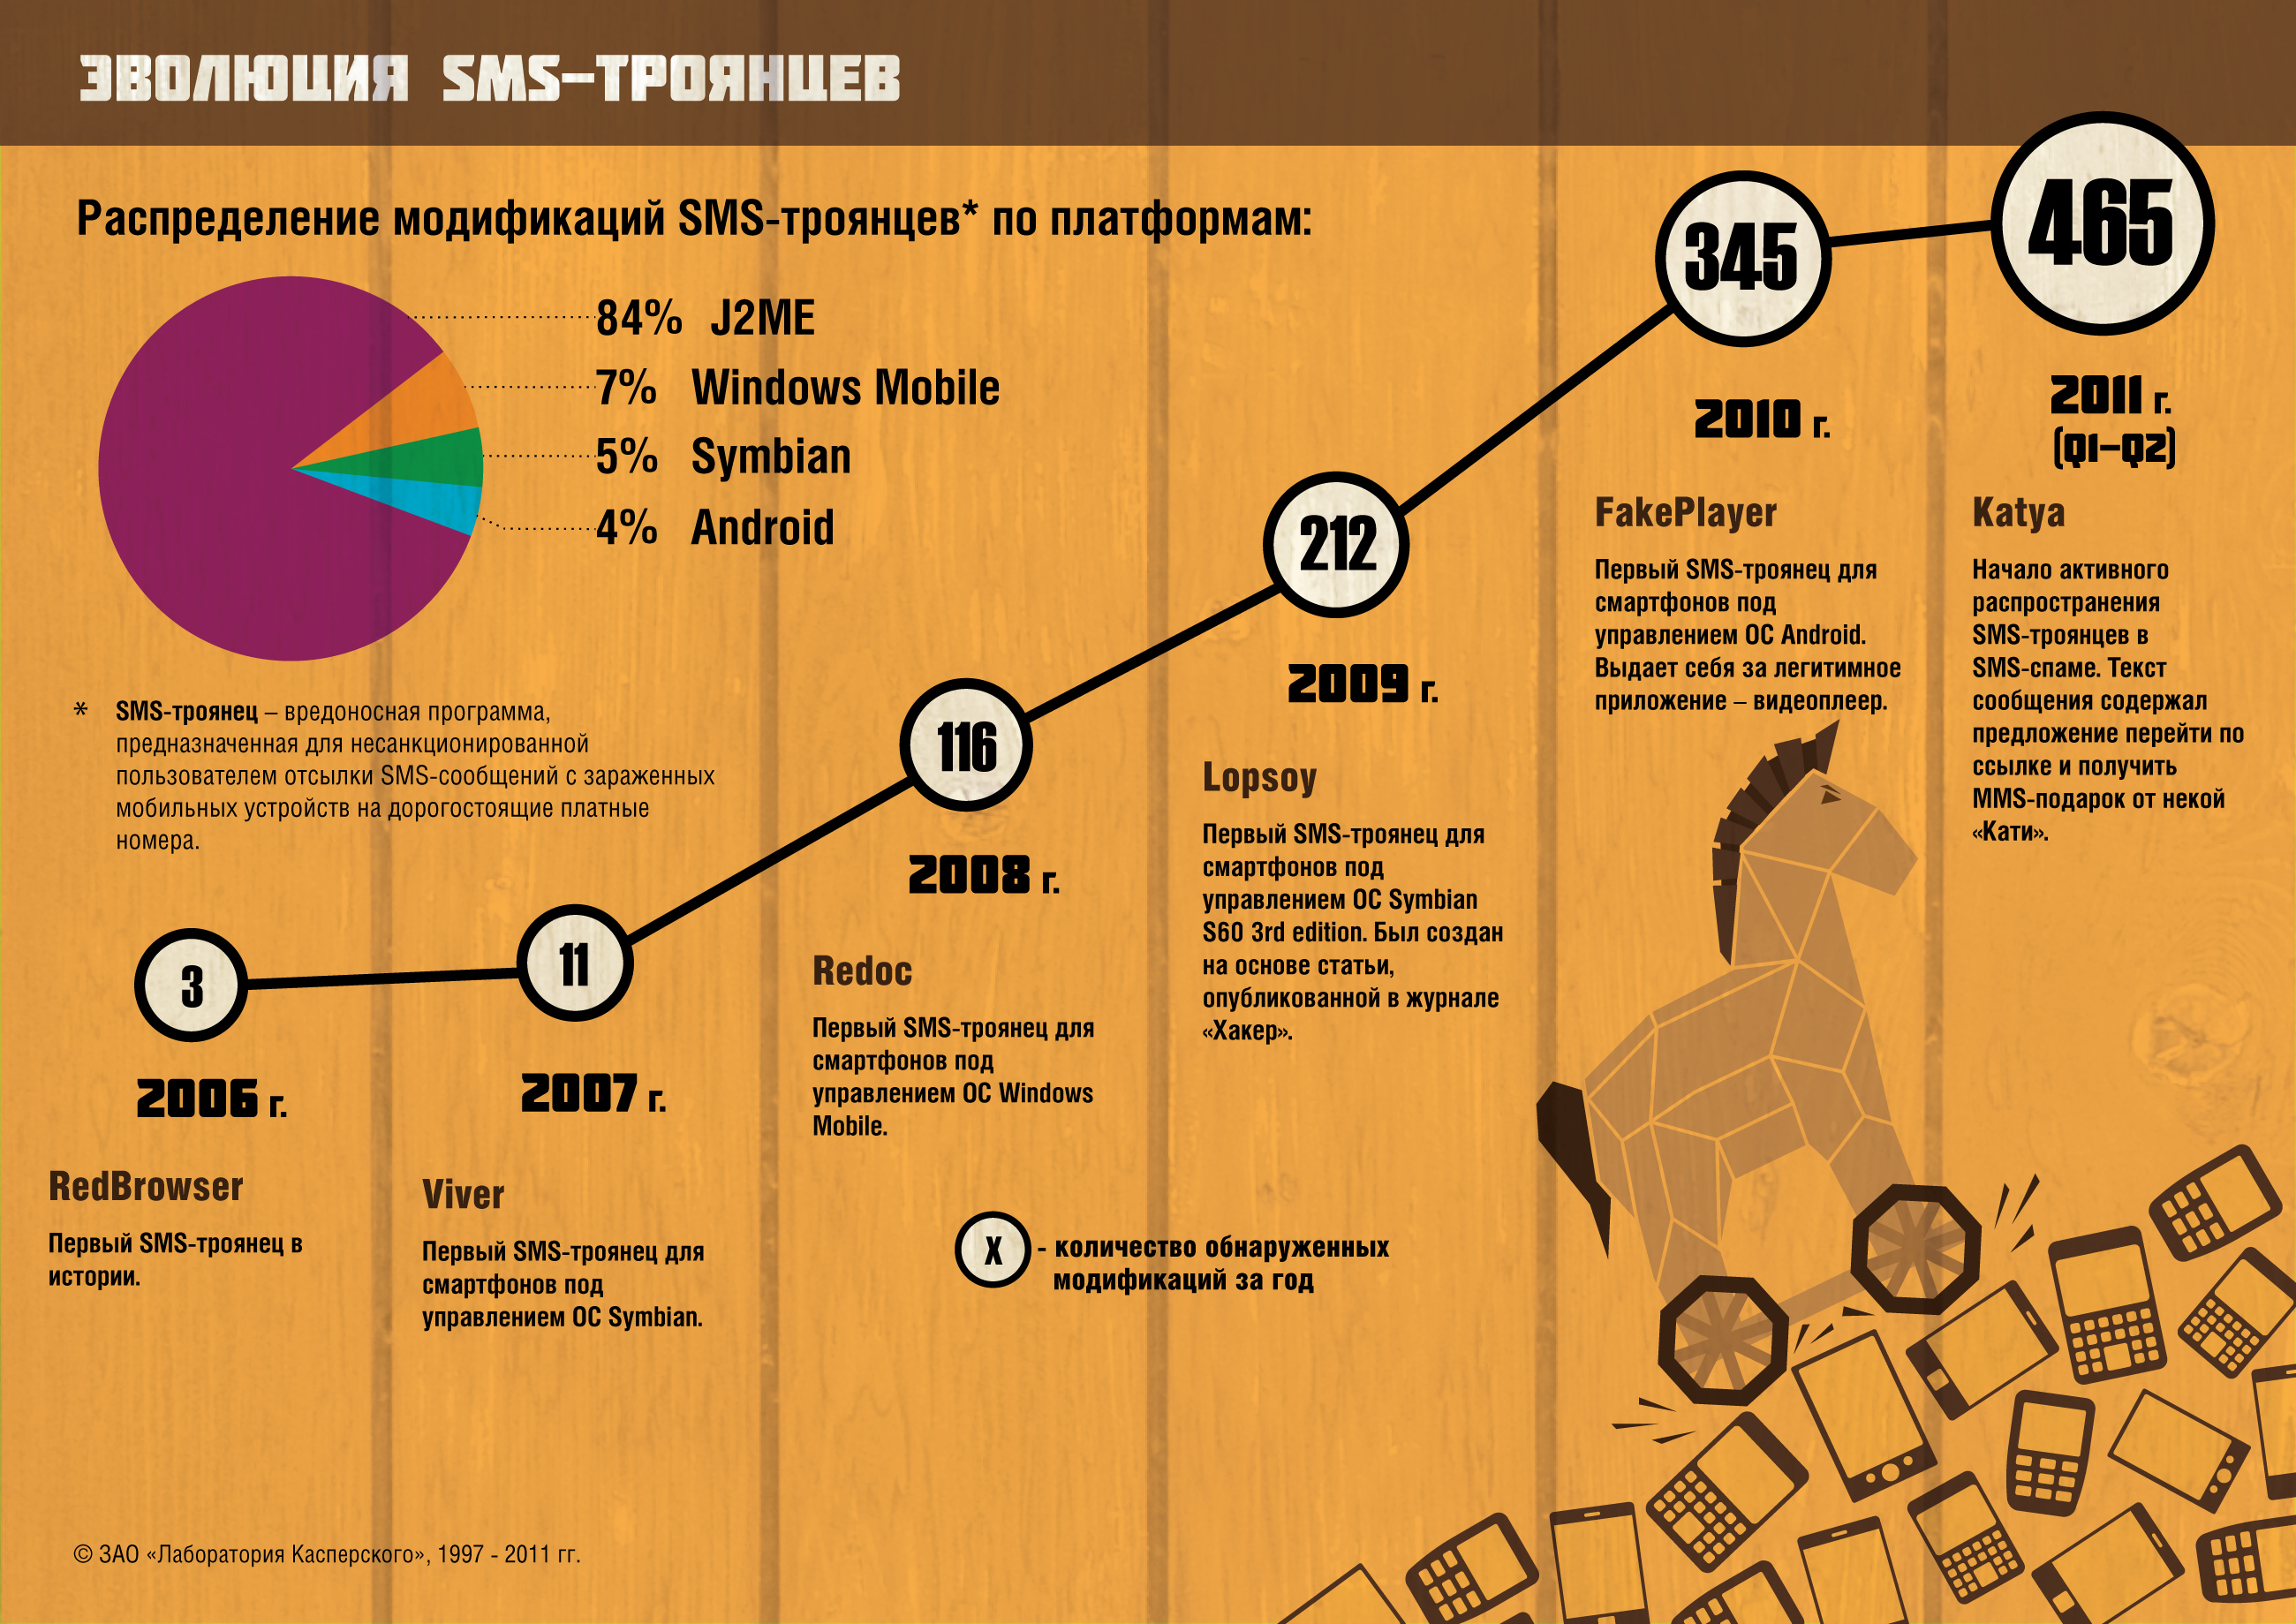 ЭВОЛЮЦИЯ SMS-ТРОЯНЦЕВ
Распределение модификаций SMS-троянцев* по платформам:
84% J2ME
7% Windows Mobile
5% Symbian
4% Android
* SMS-троянец – вредоносная программа,
предназначенная для несанкционированной
пользователем отсылки SMS-сообщений с зараженных
мобильных устройств на дорогостоящие платные
номера.
3
2006 г.
RedBrowser
Первый SMS-троянец в
истории.
11
2007 г.
Viver
Первый SMS-троянец для
смартфонов под
управлением ОС Symbian.
116
2008 г.
Redoc
Первый SMS-троянец для
смартфонов под
управлением ОС Windows
Mobile.
212
2009 г.
Lopsoy
Первый SMS-троянец для
смартфонов под
управлением ОС Symbian
S60 3rd edition. Был создан
на основе статьи,
опубликованной в журнале
«Хакер».
345
2010 г.
FakePlayer
Первый SMS-троянец для
смартфонов под
управлением ОС Android.
Выдает себя за легитимное
приложение – видеоплеер.
465
2011 г.
(Q1-Q2)
Katya
Начало активного
распространения
SMS-троянцев в
SMS-спаме. Текст
сообщения содержал
предложение перейти по
ссылке и получить
MMS-подарок от некой
«Кати».
X - количество обнаруженных
модификаций за год
© ЗАО «Лаборатория Касперского», 1997 - 2011 гг.